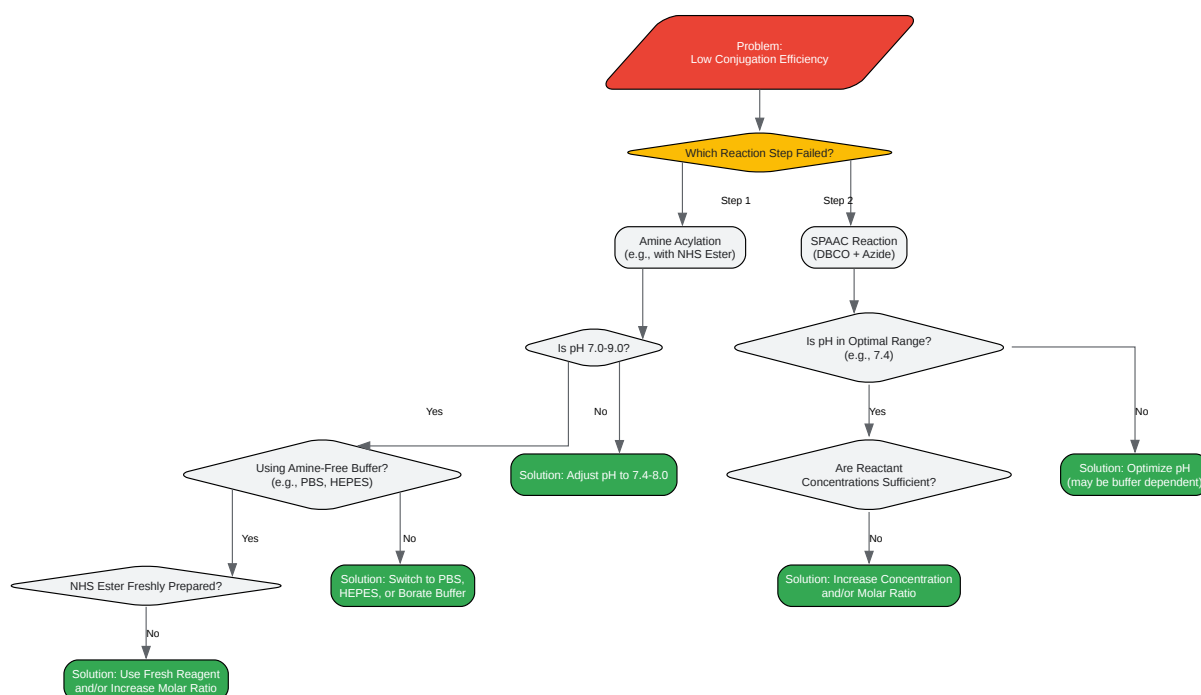 Problem:
Low Conjugation Efficiency
Which Reaction Step Failed?
Step 1
Step 2
Amine Acylation
(e.g., with NHS Ester)
SPAAC Reaction
(DBCO + Azide)
Is pH 7.0-9.0?
Is pH in Optimal Range?
(e.g., 7.4)
Yes
No
Yes
No
Using Amine-Free Buffer?
(e.g., PBS, HEPES)
Solution: Adjust pH to 7.4-8.0
Are Reactant
Concentrations Sufficient?
Solution: Optimize pH
(may be buffer dependent)
Yes
No
No
NHS Ester Freshly Prepared?
Solution: Switch to PBS,
HEPES, or Borate Buffer
Solution: Increase Concentration
and/or Molar Ratio
No
Solution: Use Fresh Reagent
and/or Increase Molar Ratio